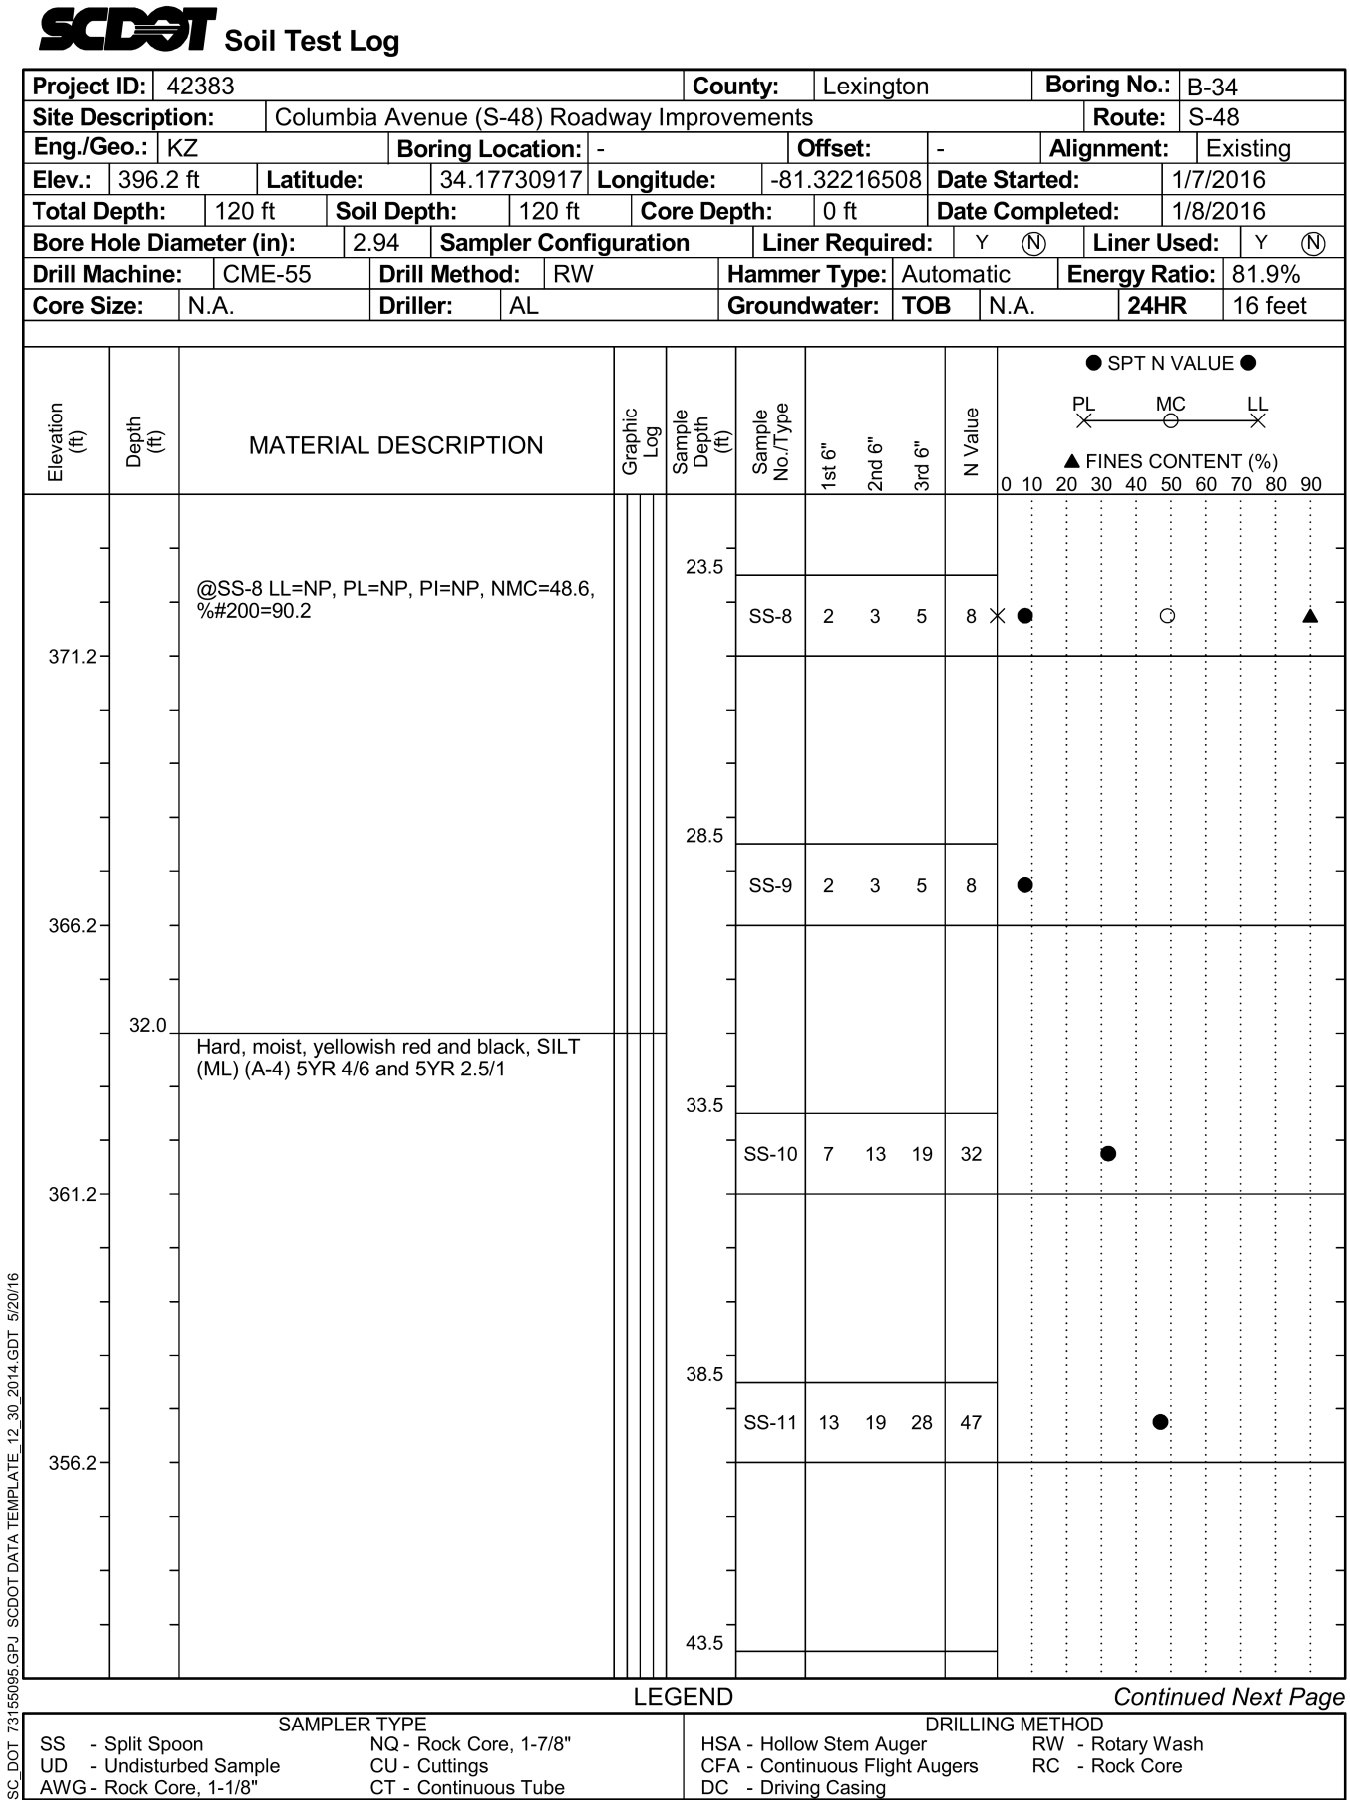 SCDOT Soil Test Log
Project ID: 42383 County: Lexington Boring No.: B-34
Site Description: Columbia Avenue (S-48) Roadway Improvements Route: S-48
Eng./Geo.: KZ Boring Location: - Offset: - Alignment: Existing
Elev.: 396.2 ft Latitude: 34.17730917 Longitude: -81.32216508 Date Started: 1/7/2016
Total Depth: 120 ft Soil Depth: 120 ft Core Depth: 0 ft Date Completed: 1/8/2016
Bore Hole Diameter (in): 2.94 Sampler Configuration Liner Required: Y N Liner Used: Y N
Drill Machine: CME-55 Drill Method: RW Hammer Type: Automatic Energy Ratio: 81.9%
Core Size: N.A. Driller: AL Groundwater: TOB N.A. 24HR 16 feet
Elevation
(ft)
Depth
(ft)
MATERIAL DESCRIPTION
Graphic
Log
Sample
Depth
(ft)
Sample
No./Type
1st 6"
2nd 6"
3rd 6"
N Value
SPT N VALUE
PL MC LL
FINES CONTENT (%)
0 10 20 30 40 50 60 70 80 90
23.5
@SS-8 LL=NP, PL=NP, PI=NP, NMC=48.6,
%#200=90.2
SS-8 2 3 5 8
371.2
28.5
SS-9 2 3 5 8
366.2
32.0
Hard, moist, yellowish red and black, SILT
(ML) (A-4) 5YR 4/6 and 5YR 2.5/1
33.5
SS-10 7 13 19 32
361.2
38.5
SS-11 13 19 28 47
356.2
43.5
SC_DOT 73155095.GPJ SCDOT DATA TEMPLATE_12_30_2014.GDT 5/20/16
LEGEND
Continued Next Page
SAMPLER TYPE
SS - Split Spoon NQ - Rock Core, 1-7/8"
UD - Undisturbed Sample CU - Cuttings
AWG - Rock Core, 1-1/8" CT - Continuous Tube
DRILLING METHOD
HSA - Hollow Stem Auger RW - Rotary Wash
CFA - Continuous Flight Augers RC - Rock Core
DC - Driving Casing